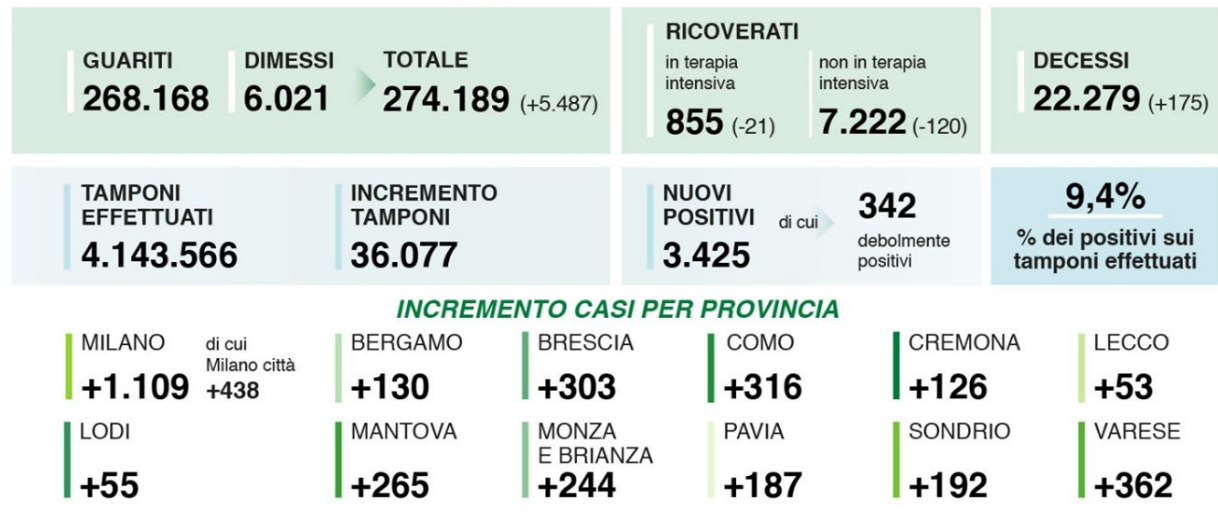 GUARITI
268.168
DIMESSI
6.021
TOTALE
274.189 (+5.487)
RICOVERATI
in terapia
intensiva
855 (-21)
non in terapia
intensiva
7.222 (-120)
DECESSI
22.279 (+175)
TAMPONI
EFFETTUATI
4.143.566
INCREMENTO
TAMPONI
36.077
NUOVI
POSITIVI
3.425
di cui
342
debolmente
positivi
9,4%
% dei positivi sui
tamponi effettuati
INCREMENTO CASI PER PROVINCIA
MILANO
+1.109
di cui
Milano città
+438
BERGAMO
+130
BRESCIA
+303
COMO
+316
CREMONA
+126
LECCO
+53
LODI
+55
MANTOVA
+265
MONZA
E BRIANZA
+244
PAVIA
+187
SONDRIO
+192
VARESE
+362